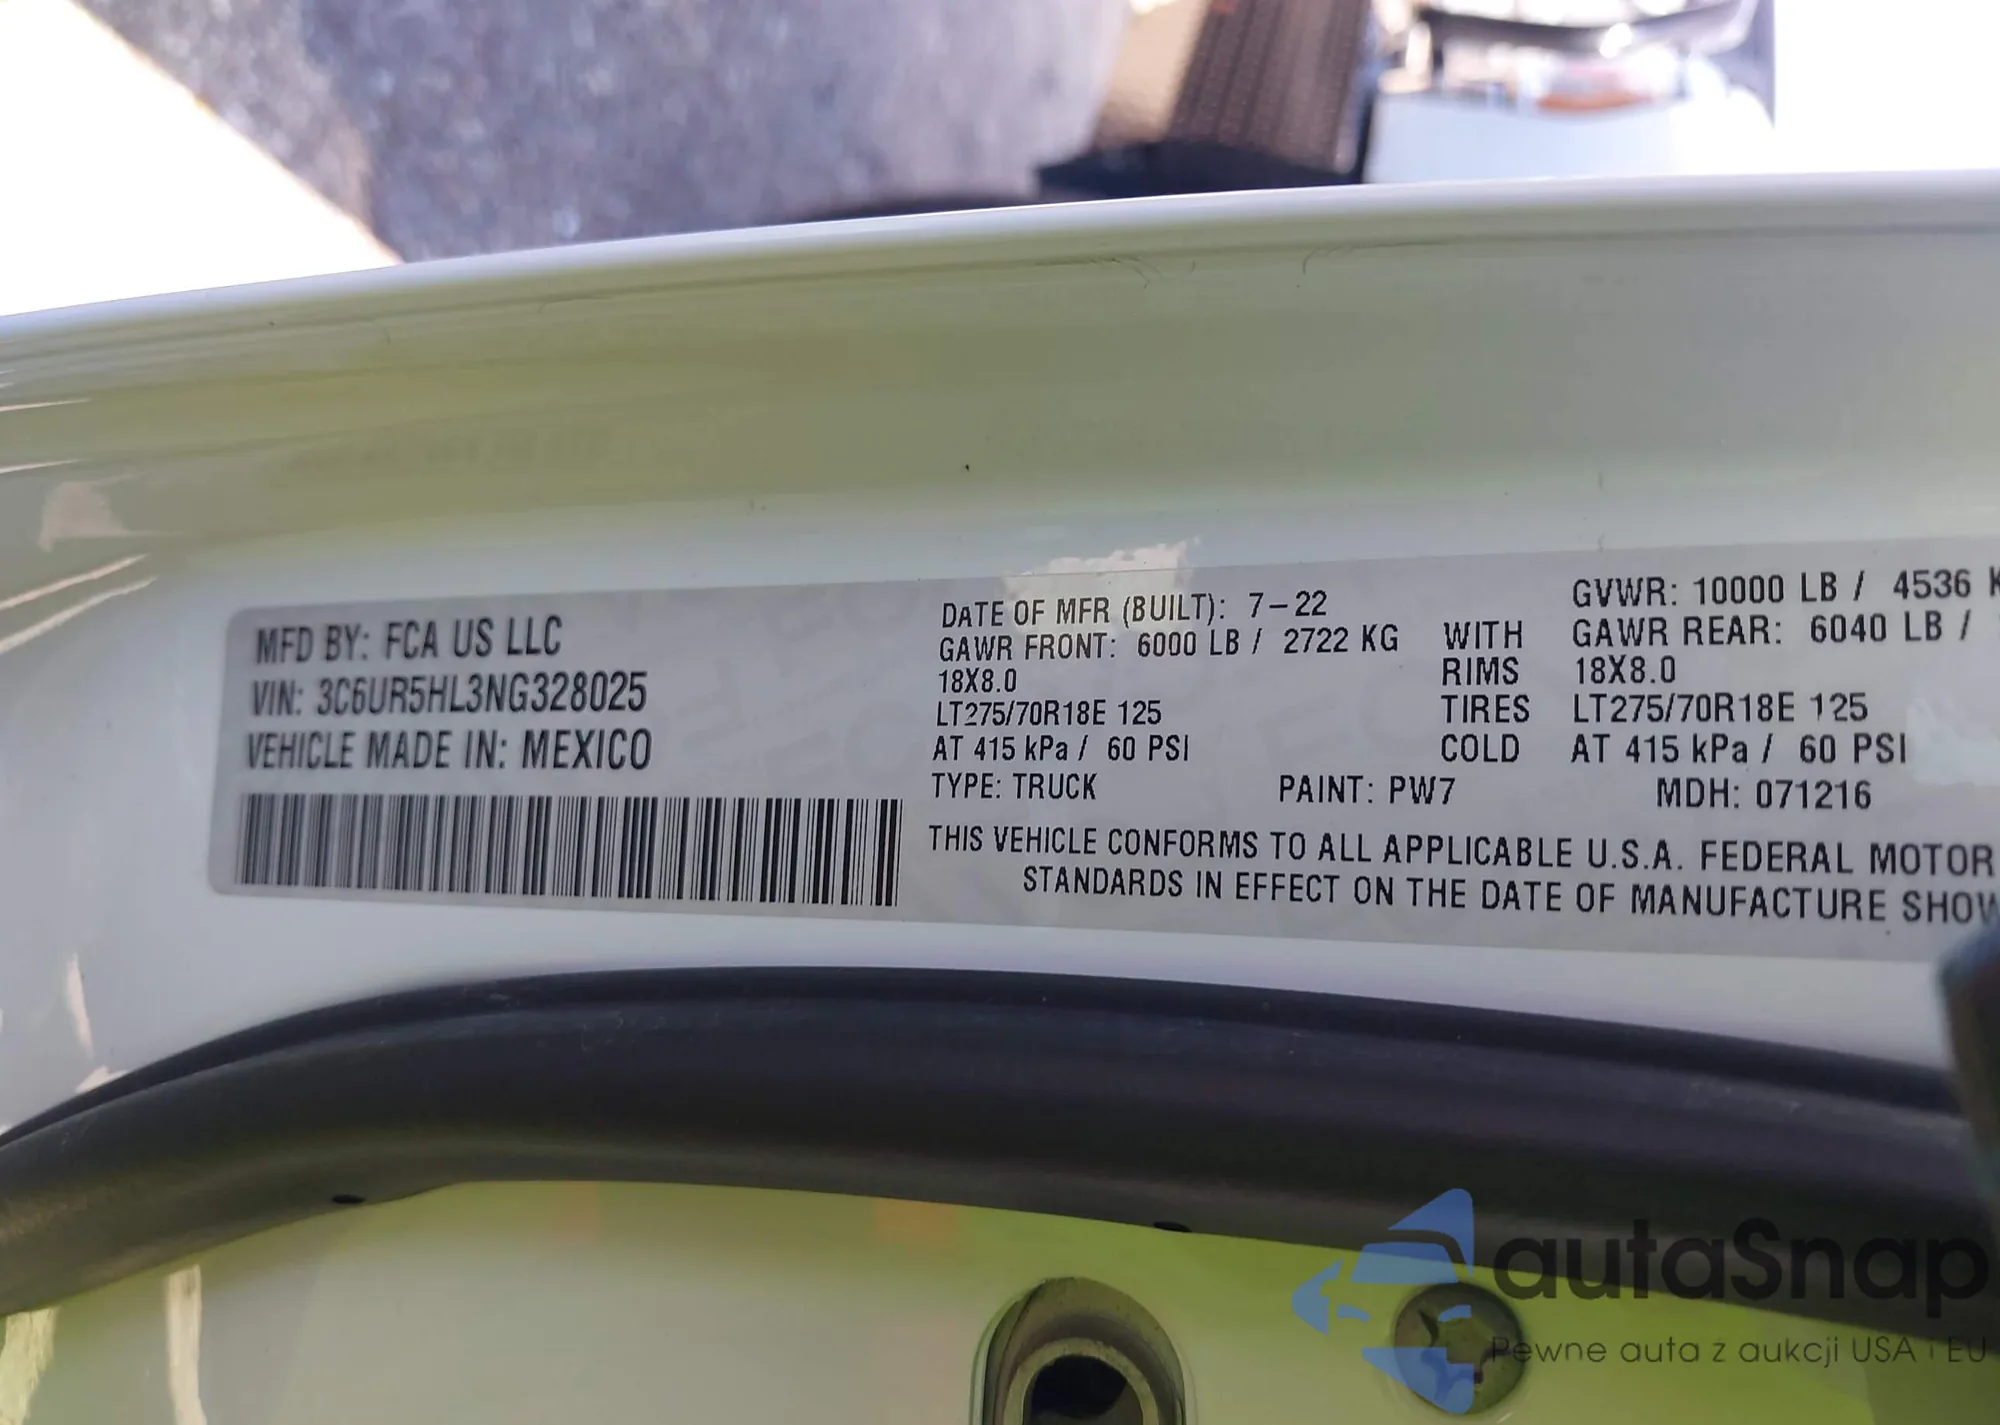 MFD BY: FCA US LLC
VIN: 3C6UR5HL3NG328025
VEHICLE MADE IN: MEXICO
DATE OF MFR (BUILT): 7-22
GVWR: 10000 LB / 4536
GAWR FRONT: 6000 LB / 2722 KG WITH GAWR REAR: 6040 LB /
18X8.0 RIMS 18X8.0
LT275/70R18E 125 TIRES LT275/70R18E 125
AT 415 kPa / 60 PSI COLD AT 415 kPa / 60 PSI
TYPE: TRUCK PAINT: PW7 MDH: 071216
THIS VEHICLE CONFORMS TO ALL APPLICABLE U.S.A. FEDERAL MOTOR
STANDARDS IN EFFECT ON THE DATE OF MANUFACTURE SHOW
autaSnap
Pewne auta z aukcji USA i EU